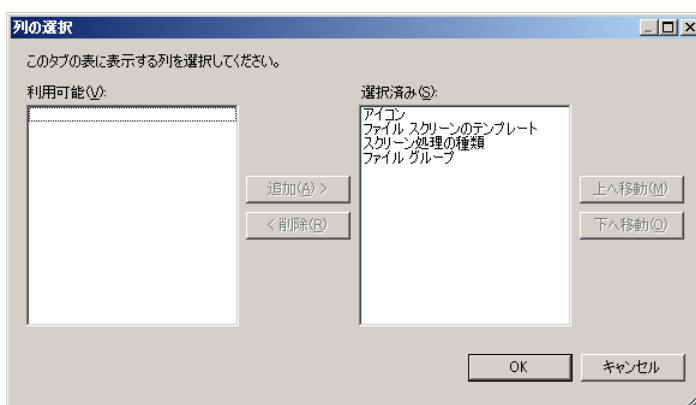 列の選択
このタブの表に表示する列を選択してください。
利用可能(V):
選択済み(S):
アイコン
ファイル スクリーンのテンプレート
スクリーン処理の種類
ファイル グループ
追加(A) >
< 削除(R)
上へ移動(M)
下へ移動(O)
OK
キャンセル